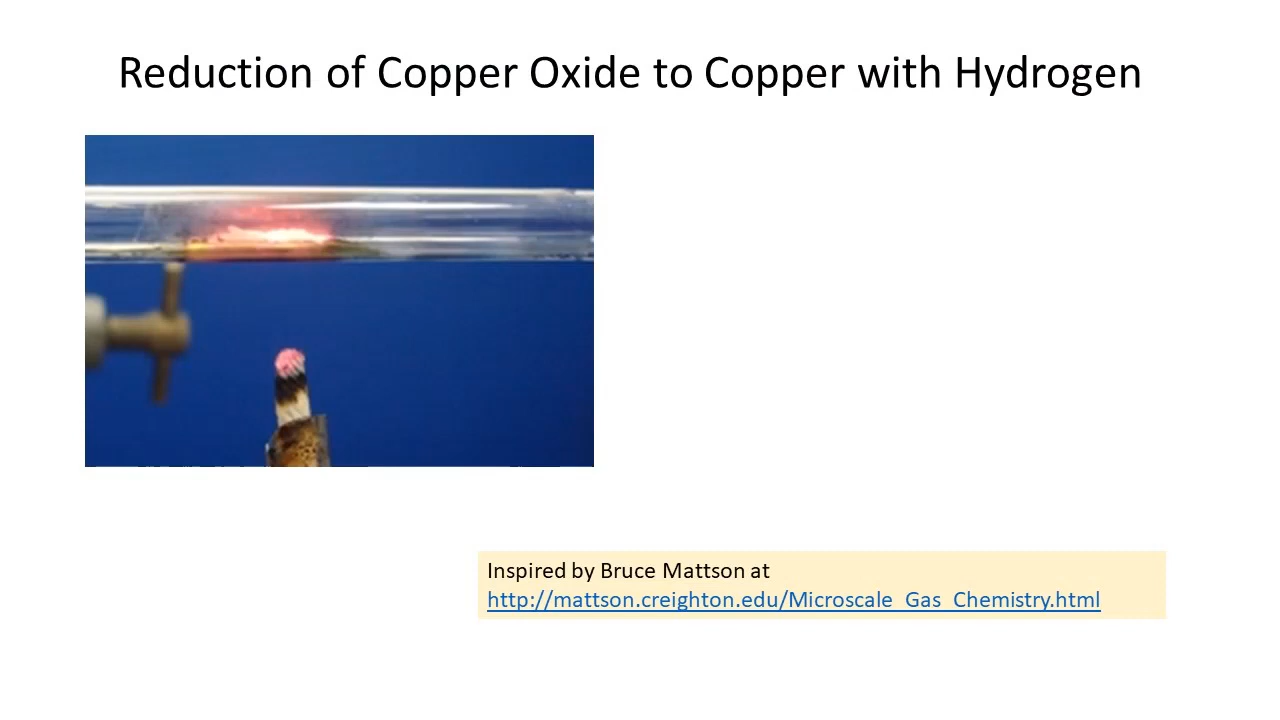 Reduction of Copper Oxide to Copper with Hydrogen
Inspired by Bruce Mattson at
http://mattson.creighton.edu/Microscale_Gas_Chemistry.html